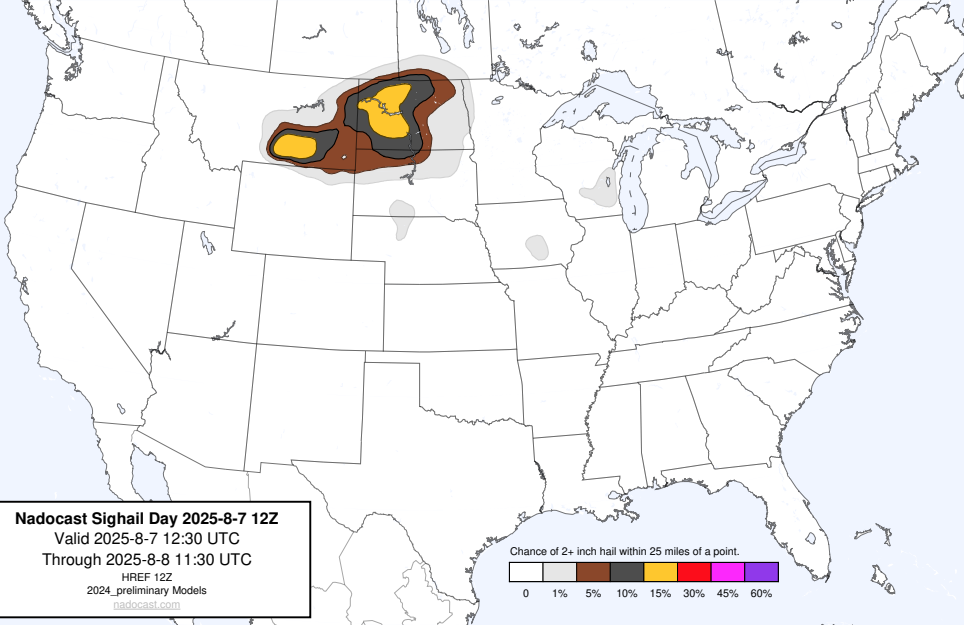 Chance of 2+ inch hail within 25 miles of a point.
0 1% 5% 10% 15% 30% 45% 60%
Nadocast Sighail Day 2025-8-7 12Z
Valid 2025-8-7 12:30 UTC
Through 2025-8-8 11:30 UTC
HREF 12Z
2024_preliminary Models
nadocast.com